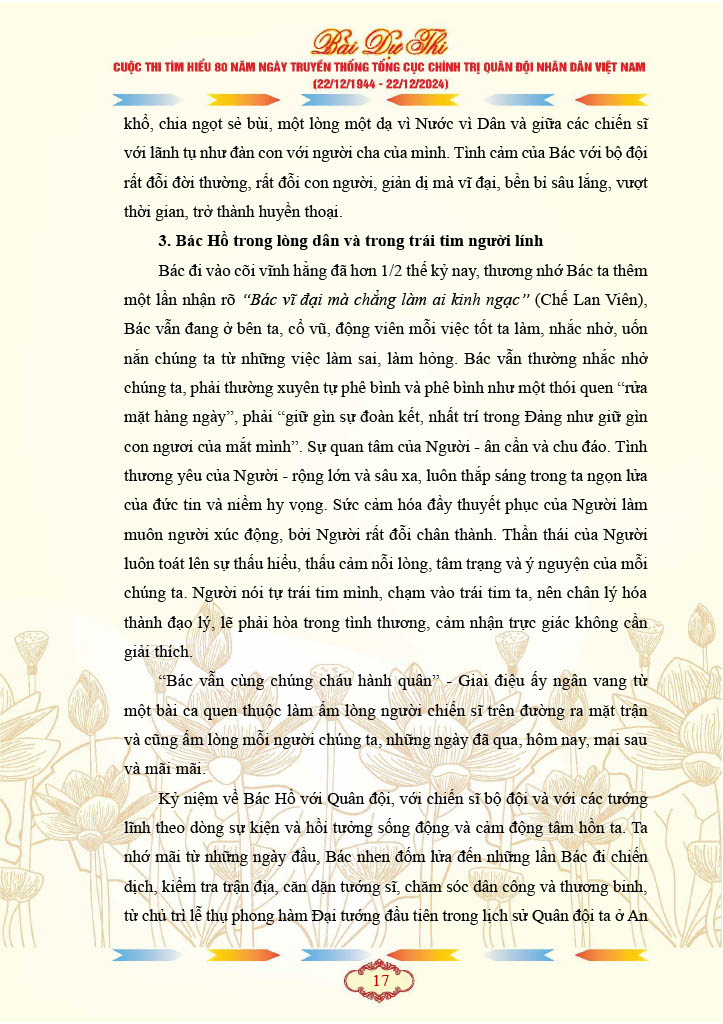 Bài Dự Thi
CUỘC THI TÌM HIỂU 80 NĂM NGÀY TRUYỀN THỐNG TỔNG CỤC CHÍNH TRỊ QUÂN ĐỘI NHÂN DÂN VIỆT NAM
(22/12/1944 - 22/12/2024)
khổ, chia ngọt sẻ bùi, một lòng một dạ vì Nước vì Dân và giữa các chiến sĩ
với lãnh tụ như đàn con với người cha của mình. Tình cảm của Bác với bộ đội
rất đỗi đời thường, rất đỗi con người, giản dị mà vĩ đại, bền bỉ sâu lắng, vượt
thời gian, trở thành huyền thoại.
3. Bác Hồ trong lòng dân và trong trái tim người lính
Bác đi vào cõi vĩnh hằng đã hơn 1/2 thế kỷ nay, thương nhớ Bác ta thêm
một lần nhận rõ “Bác vĩ đại mà chẳng làm ai kinh ngạc” (Chế Lan Viên),
Bác vẫn đang ở bên ta, cổ vũ, động viên mỗi việc tốt ta làm, nhắc nhở, uốn
nắn chúng ta từ những việc làm sai, làm hỏng. Bác vẫn thường nhắc nhở
chúng ta, phải thường xuyên tự phê bình và phê bình như một thói quen “rửa
mặt hàng ngày”, phải “giữ gìn sự đoàn kết, nhất trí trong Đảng như giữ gìn
con ngươi của mắt mình”. Sự quan tâm của Người - ân cần và chu đáo. Tình
thương yêu của Người - rộng lớn và sâu xa, luôn thắp sáng trong ta ngọn lửa
của đức tin và niềm hy vọng. Sức cảm hóa đầy thuyết phục của Người làm
muôn người xúc động, bởi Người rất đỗi chân thành. Thần thái của Người
luôn toát lên sự thấu hiểu, thấu cảm nỗi lòng, tâm trạng và ý nguyện của mỗi
chúng ta. Người nói tự trái tim mình, chạm vào trái tim ta, nên chân lý hóa
thành đạo lý, lẽ phải hòa trong tình thương, cảm nhận trực giác không cần
giải thích.
“Bác vẫn cùng chúng cháu hành quân” - Giai điệu ấy ngân vang từ
một bài ca quen thuộc làm ấm lòng người chiến sĩ trên đường ra mặt trận
và cũng ấm lòng mỗi người chúng ta, những ngày đã qua, hôm nay, mai sau
và mãi mãi.
Kỷ niệm về Bác Hồ với Quân đội, với chiến sĩ bộ đội và với các tướng
lĩnh theo dòng sự kiện và hồi tưởng sống động và cảm động tâm hồn ta. Ta
nhớ mãi từ những ngày đầu, Bác nhen đốm lửa đến những lần Bác đi chiến
dịch, kiểm tra trận địa, căn dặn tướng sĩ, chăm sóc dân công và thương binh,
từ chủ trì lễ thụ phong hàm Đại tướng đầu tiên trong lịch sử Quân đội ta ở An
17